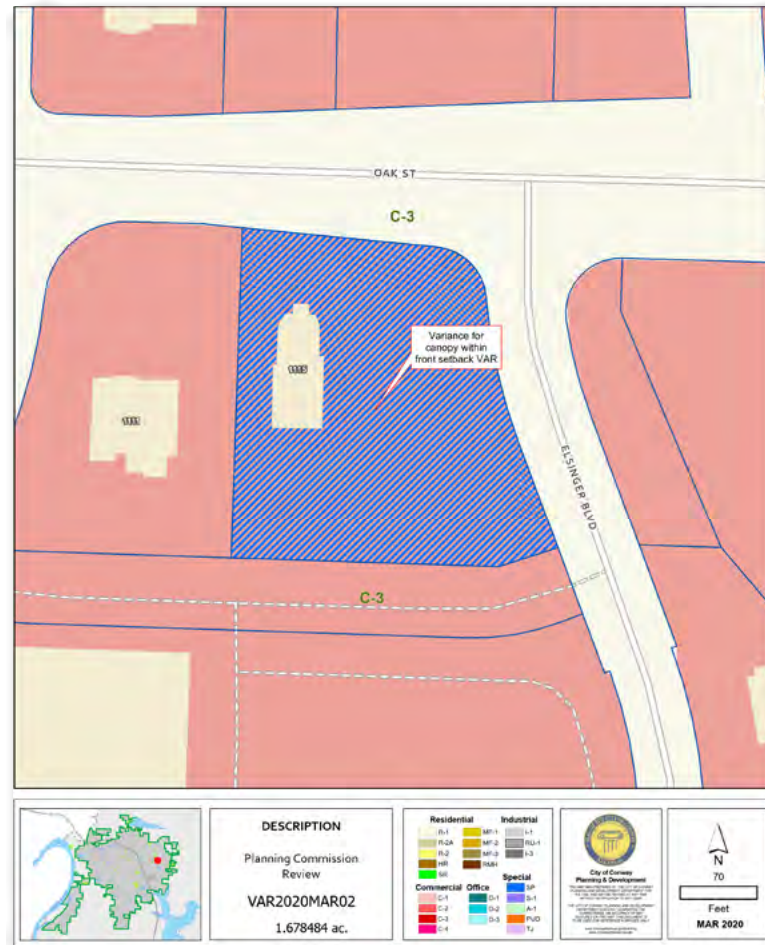 OAK ST
C-3
Variance for
canopy within
front setback VAR
1115
1111
ELSINGER BLVD
C-3
DESCRIPTION
Planning Commission
Review
VAR2020MAR02
1.678484 ac.
Residential
R-1
R-2A
R-2
HR
SR
MF-1
MF-2
MF-3
RMH
Industrial
I-1
RU-1
I-3
Commercial
C-1
C-2
C-3
C-4
Office
O-1
O-2
O-3
Special
SP
S-1
A-1
PUD
TJ
City of Conway
Planning & Development
N
70
Feet
MAR 2020